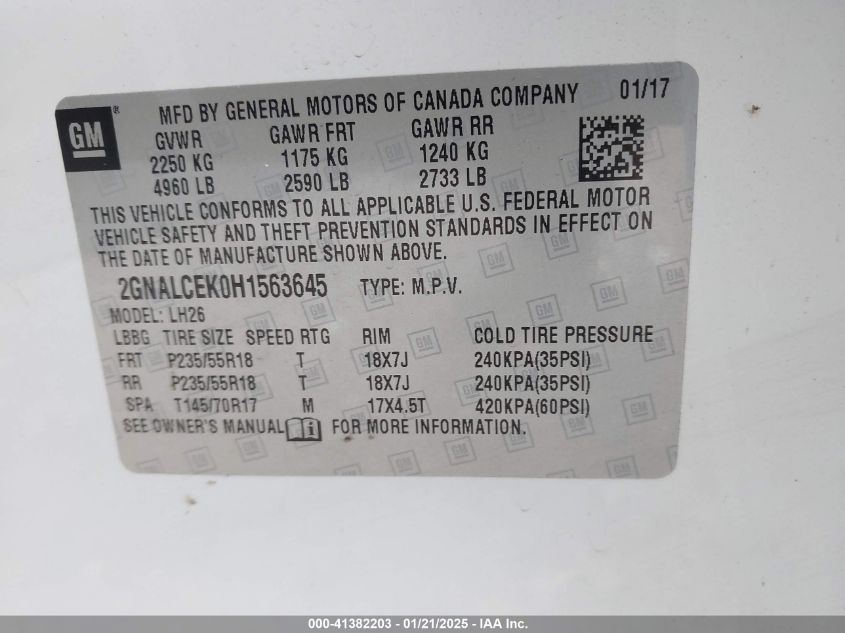 GM ® MFD BY GENERAL MOTORS OF CANADA COMPANY 01/17
GVWR GAWR FRT GAWR RR
2250 KG 1175 KG 1240 KG
4960 LB 2590 LB 2733 LB
THIS VEHICLE CONFORMS TO ALL APPLICABLE U.S. FEDERAL MOTOR
VEHICLE SAFETY AND THEFT PREVENTION STANDARDS IN EFFECT ON
THE DATE OF MANUFACTURE SHOWN ABOVE.
2GNALCEK0H1563645 TYPE: M.P.V.
MODEL: LH26
LBBG TIRE SIZE SPEED RTG RIM COLD TIRE PRESSURE
FRT P235/55R18 T 18X7J 240KPA(35PSI)
RR P235/55R18 T 18X7J 240KPA(35PSI)
SPA T145/70R17 M 17X4.5T 420KPA(60PSI)
SEE OWNER'S MANUAL FOR MORE INFORMATION.
000-41382203 - 01/21/2025 - IAA Inc.